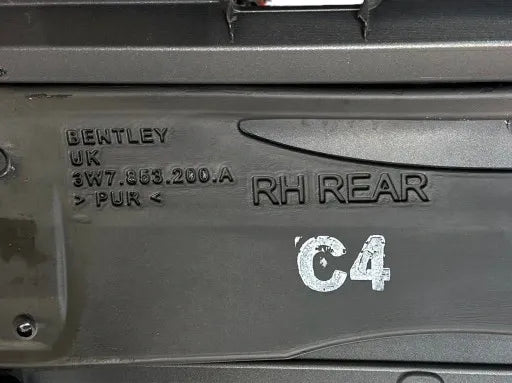 BENTLEY
UK
3W7.853.200.A
> PUR <
RH REAR
C4